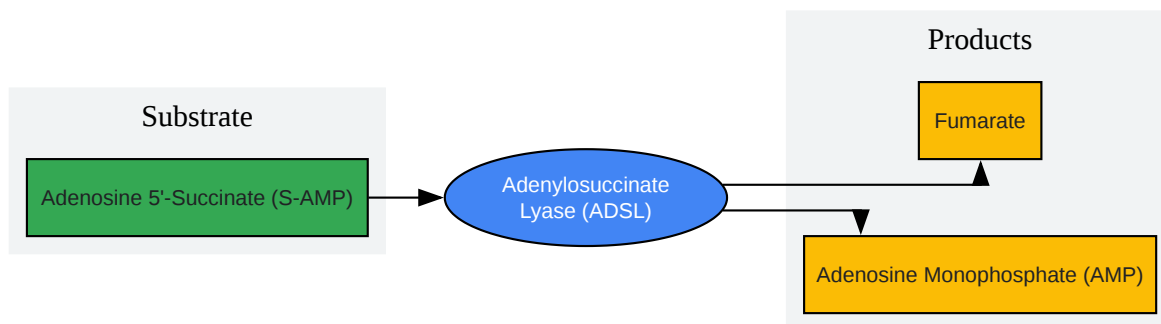 Substrate
Adenosine 5'-Succinate (S-AMP)
Adenylosuccinate
Lyase (ADSL)
Products
Fumarate
Adenosine Monophosphate (AMP)